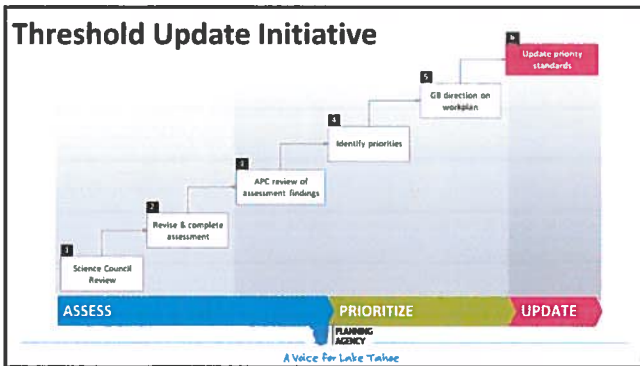 Threshold Update Initiative
1
Science Council
Review
2
Revise & complete
assessment
3
APC review of
assessment findings
4
Identify priorities
5
GB direction on
workplan
6
Update priority
standards
ASSESS
PRIORITIZE
UPDATE
PLANNING
AGENCY
A Voice for Lake Tahoe